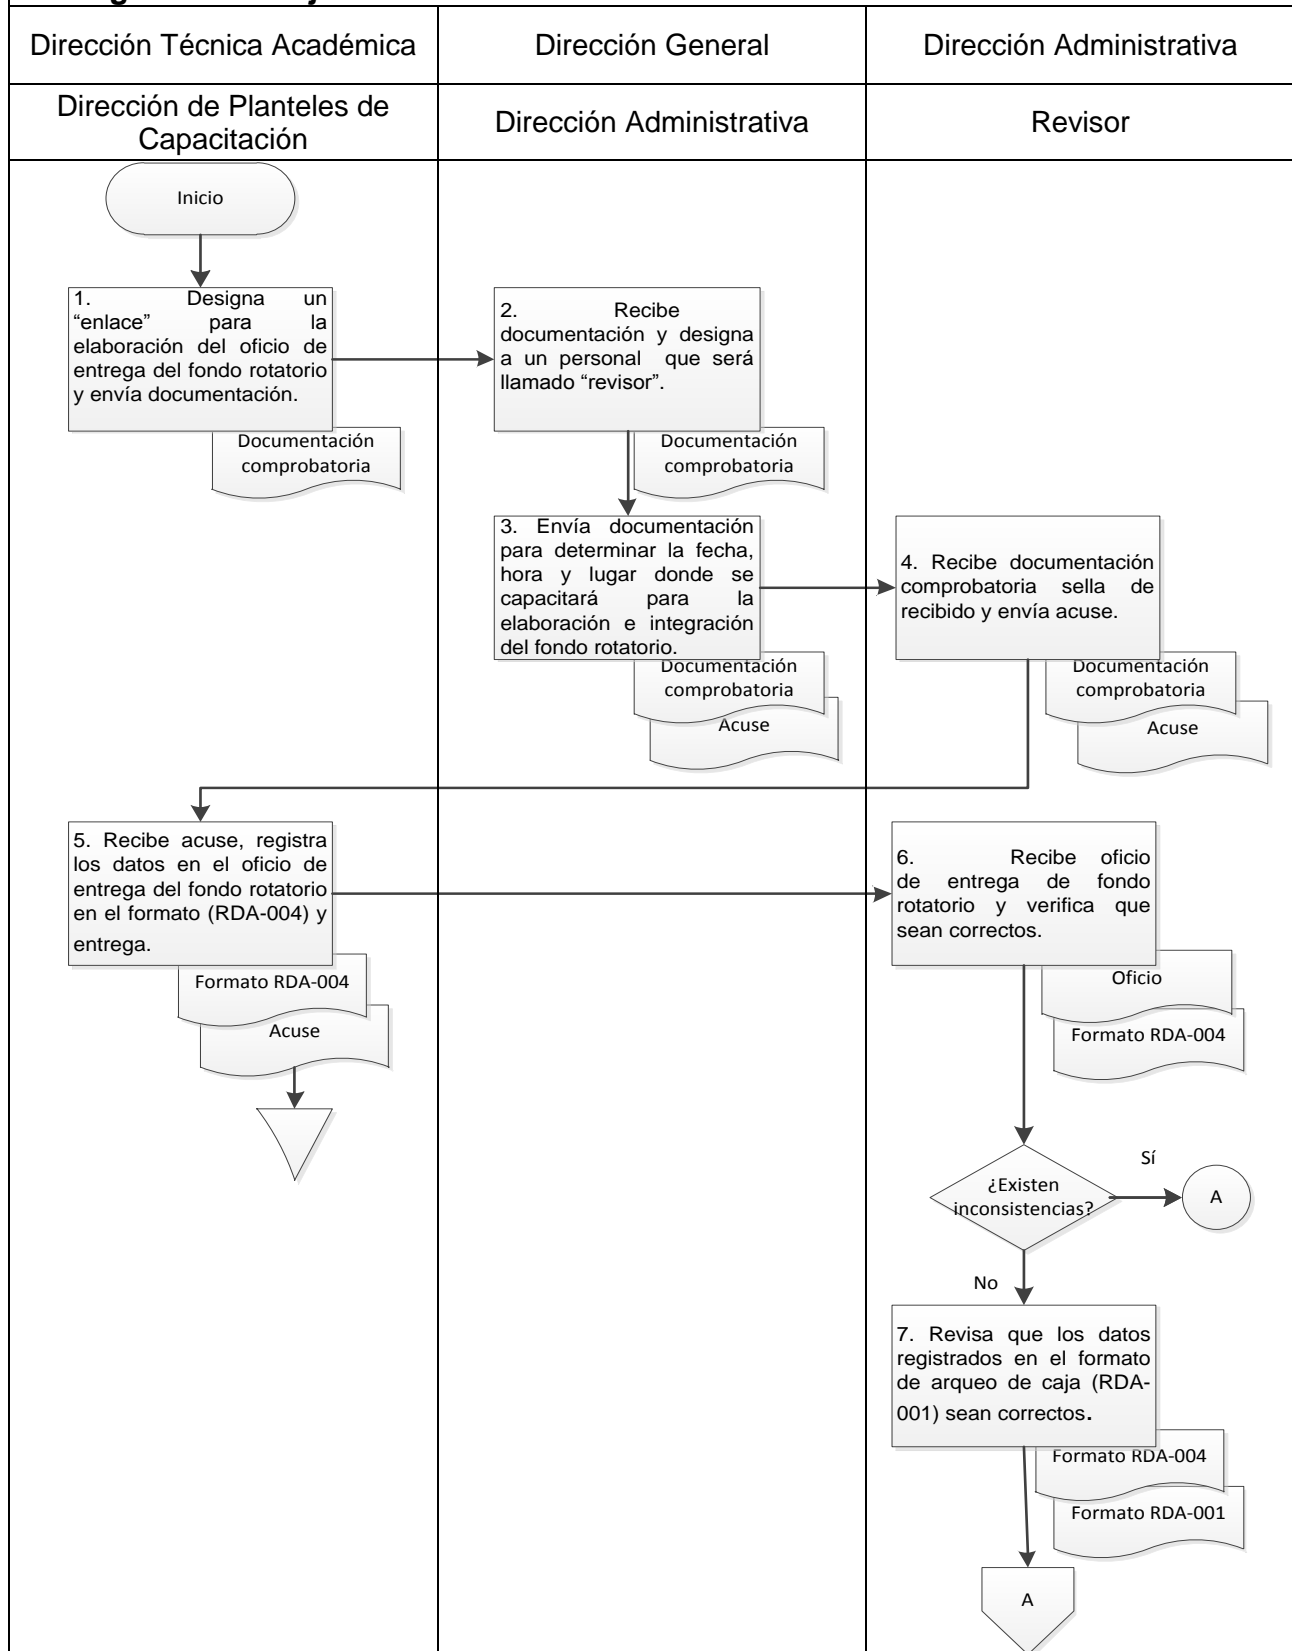 Dirección Técnica Académica
Dirección General
Dirección Administrativa
Dirección de Planteles de
Capacitación
Dirección Administrativa
Revisor
Inicio
1. Designa un
“enlace” para la
elaboración del oficio de
entrega del fondo rotatorio
y envía documentación.
Documentación
comprobatoria
2. Recibe
documentación y designa
a un personal que será
llamado “revisor”.
Documentación
comprobatoria
3. Envía documentación
para determinar la fecha,
hora y lugar donde se
capacitará para la
elaboración e integración
del fondo rotatorio.
Documentación
comprobatoria
Acuse
4. Recibe documentación
comprobatoria sella de
recibido y envía acuse.
Documentación
comprobatoria
Acuse
5. Recibe acuse, registra
los datos en el oficio de
entrega del fondo rotatorio
en el formato (RDA-004) y
entrega.
Formato RDA-004
Acuse
6. Recibe oficio
de entrega de fondo
rotatorio y verifica que
sean correctos.
Oficio
Formato RDA-004
¿Existen
inconsistencias?
Sí
A
No
7. Revisa que los datos
registrados en el formato
de arqueo de caja (RDA-
001) sean correctos.
Formato RDA-004
Formato RDA-001
A